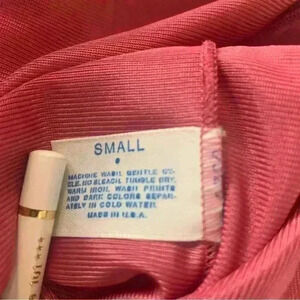 SMALL
MACHINE WASH, GENTLE CY-
CLE. NO BLEACH. TUMBLE DRY.
WARM IRON. WASH PRINTS
AND DARK COLORS SEPAR-
ATELY IN COLD WATER.
MADE IN U.S.A.